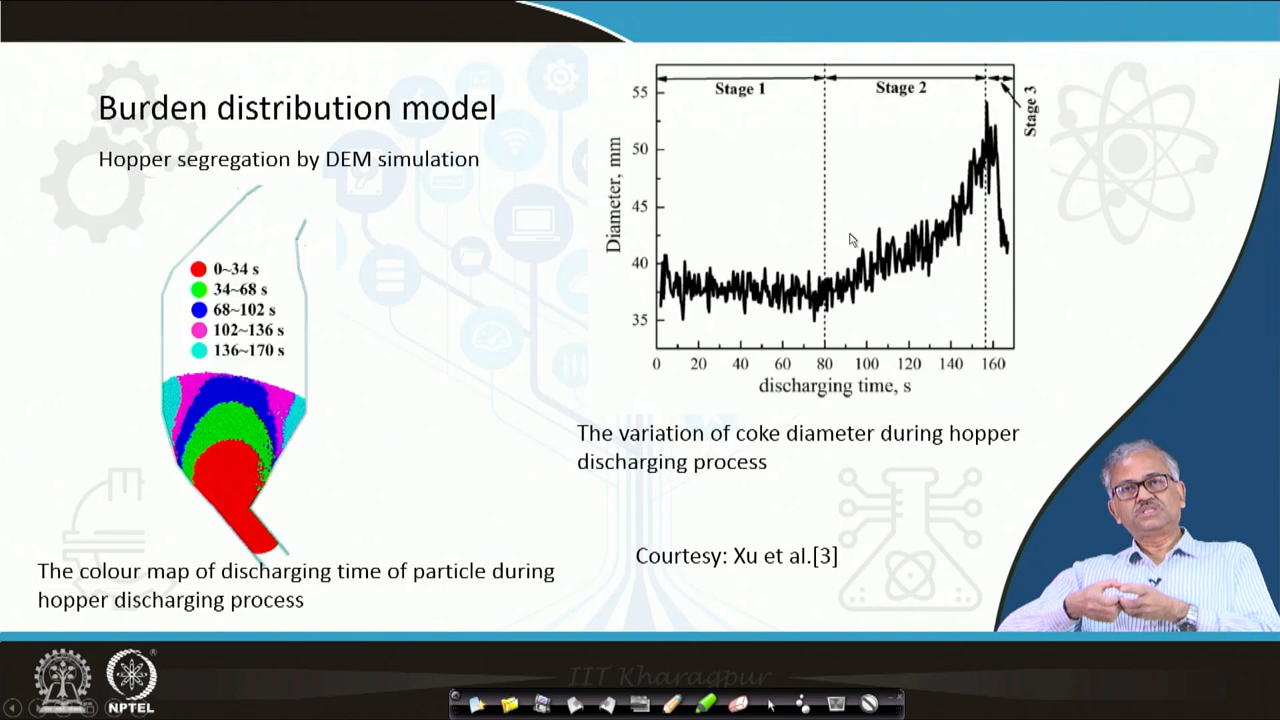 Burden distribution model
Hopper segregation by DEM simulation
0~34 s
34~68 s
68~102 s
102~136 s
136~170 s
The colour map of discharging time of particle during
hopper discharging process
Stage 1
Stage 2
Stage 3
Diameter, mm
55
50
45
40
35
0 20 40 60 80 100 120 140 160
discharging time, s
The variation of coke diameter during hopper
discharging process
Courtesy: Xu et al.[3]
IIT Kharagpur
NPTEL